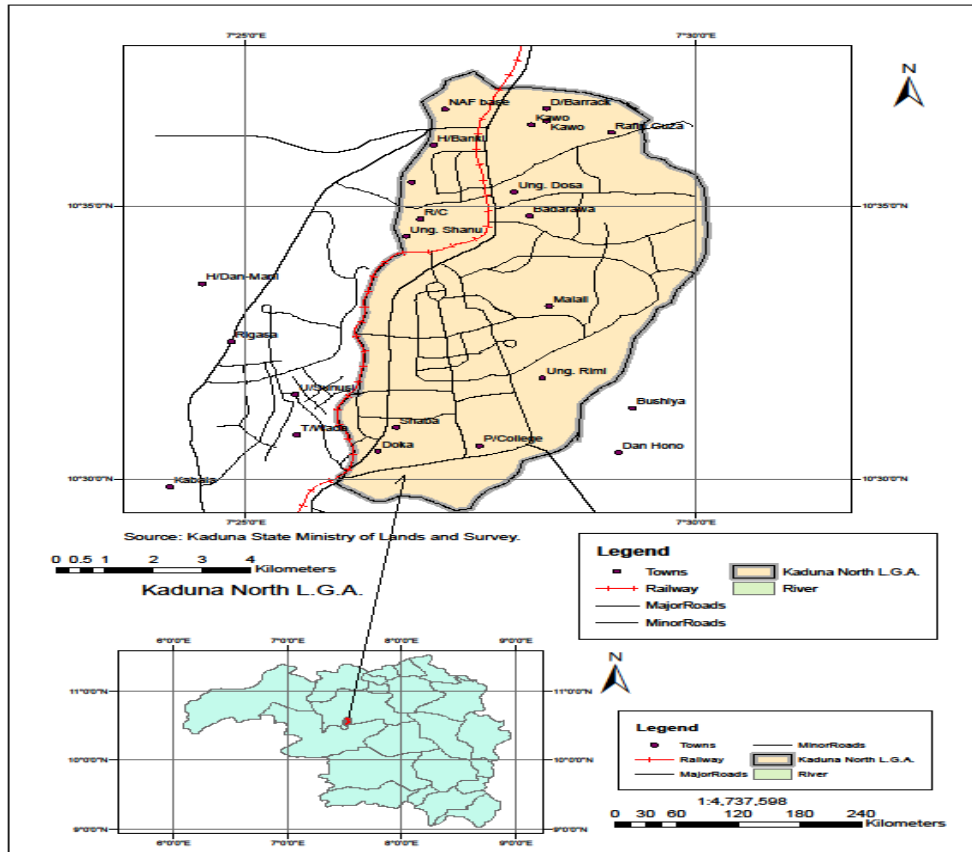 7°25'0"E 7°30'0"E
N
NAF base
D/Barrack
Kawo
Kawo
Rafin Guza
H/Banki
Ung. Dosa
10°35'0"N 10°35'0"N
R/C
Badarawa
Ung. Shanu
H/Dan-Mani
Malali
Rigasa
Ung. Rimi
U/Sunusi
Bushiya
Shaba
T/Wada
P/College
Dan Hono
Doka
Kabala
10°30'0"N 10°30'0"N
7°25'0"E 7°30'0"E
Source: Kaduna State Ministry of Lands and Survey.
0 0.5 1 2 3 4
Kilometers
Kaduna North L.G.A.
Legend
Towns Kaduna North L.G.A.
Railway River
MajorRoads
MinorRoads
6°0'0"E 7°0'0"E 8°0'0"E 9°0'0"E
N
11°0'0"N 11°0'0"N
10°0'0"N 10°0'0"N
9°0'0"N 9°0'0"N
6°0'0"E 7°0'0"E 8°0'0"E 9°0'0"E
Legend
Towns MinorRoads
Railway Kaduna North L.G.A.
MajorRoads River
1:4,737,598
0 30 60 120 180 240
Kilometers